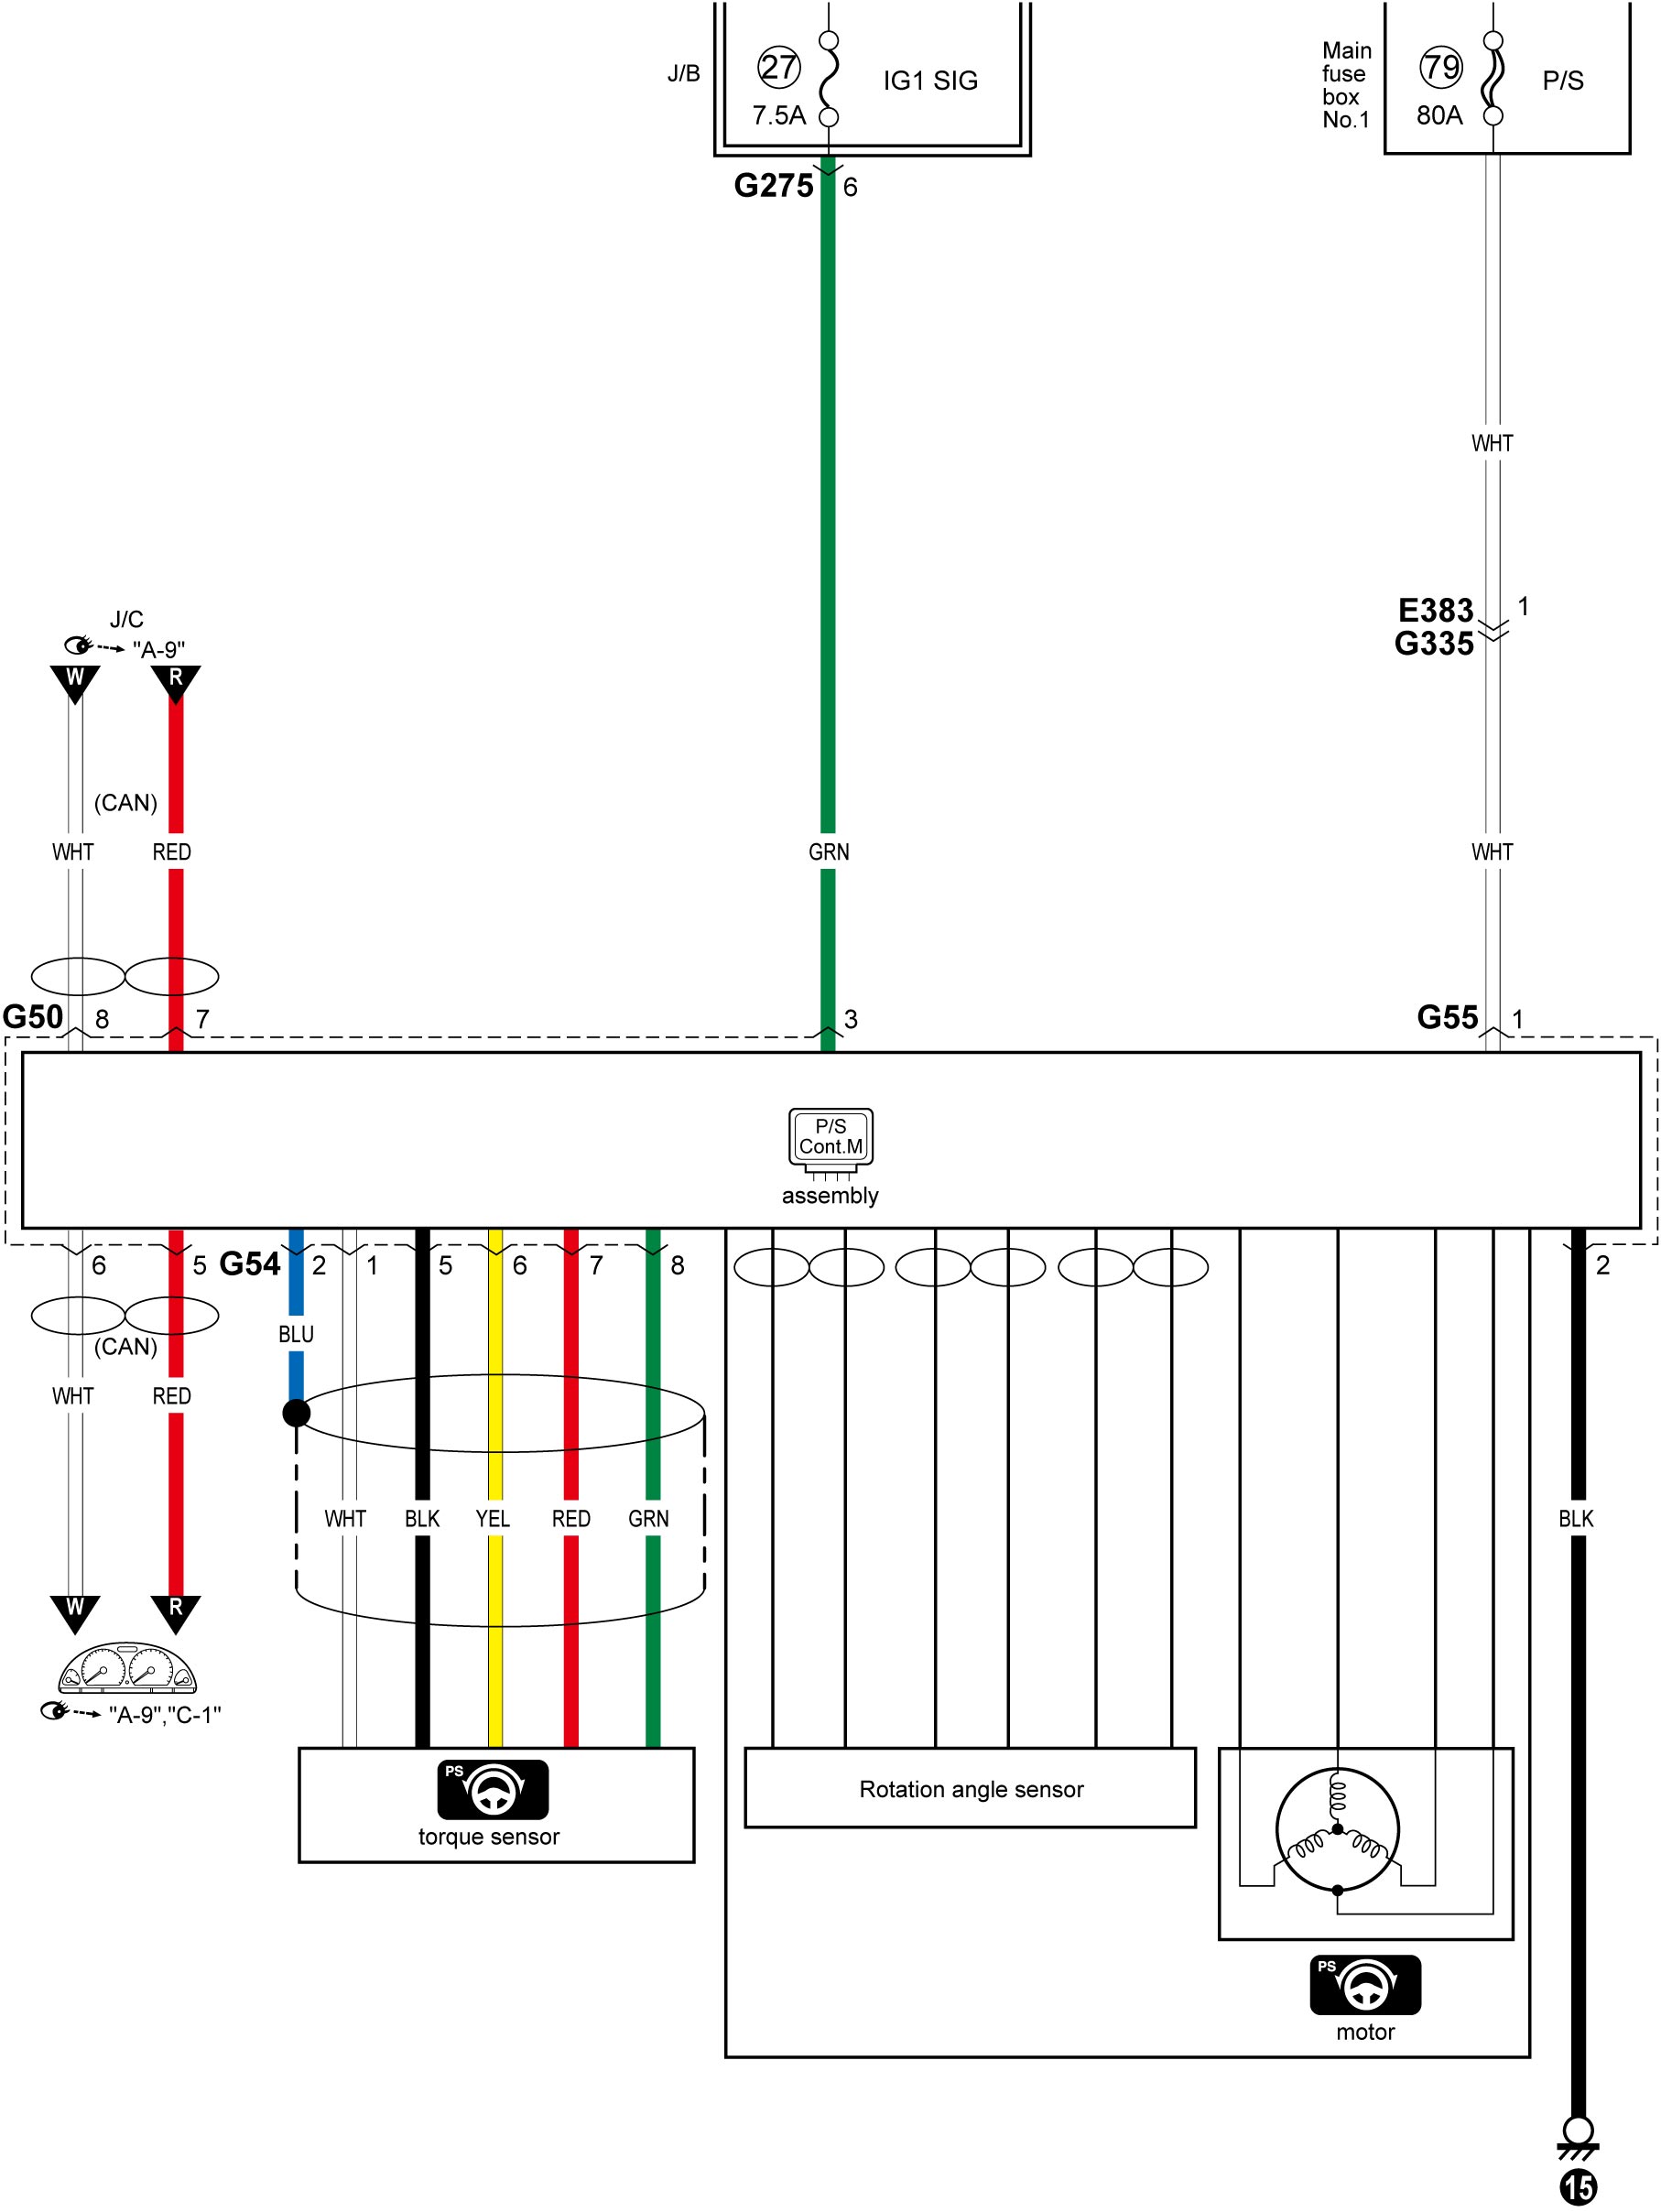 J/B
27
7.5A
IG1 SIG
Main
fuse
box
No.1
79
80A
P/S
G275
6
WHT
E383
1
G335
J/C
"A-9"
W
R
(CAN)
WHT
RED
GRN
WHT
G50
8
7
3
G55
1
P/S
Cont.M
assembly
6
5
G54
2
1
5
6
7
8
2
(CAN)
BLU
WHT
RED
WHT
BLK
YEL
RED
GRN
BLK
W
R
"A-9","C-1"
PS
torque sensor
Rotation angle sensor
PS
motor
15